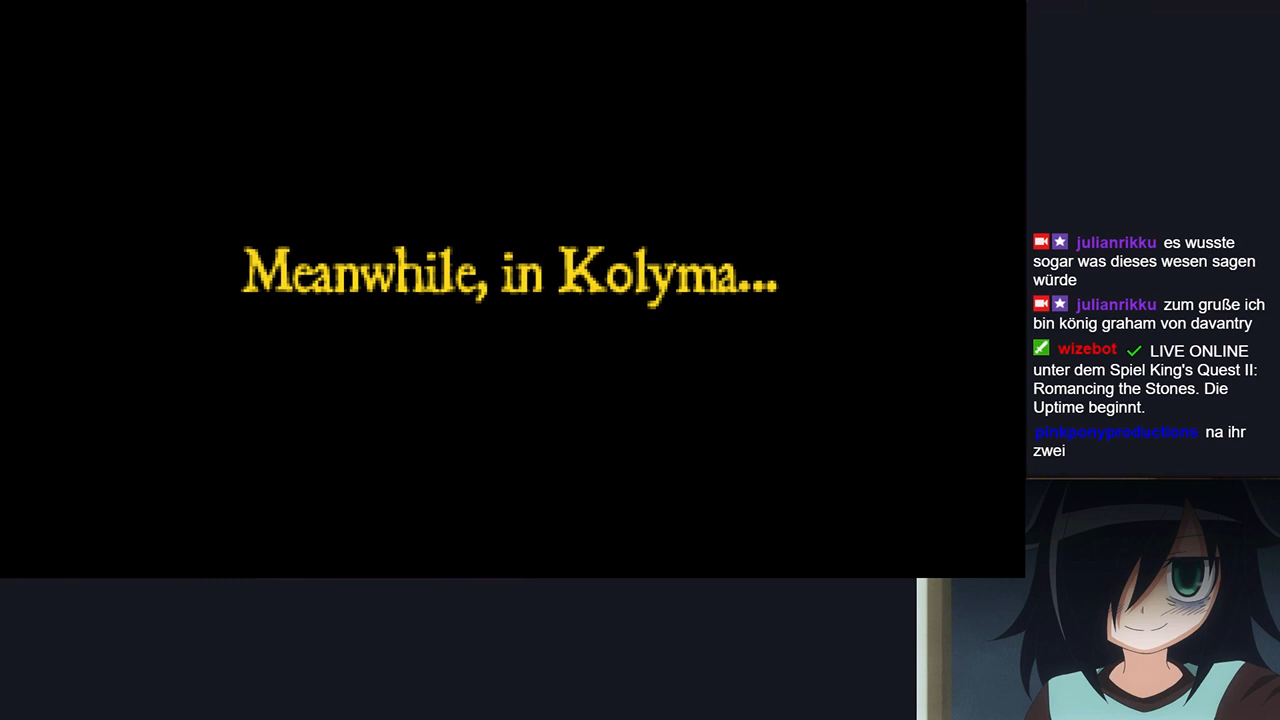 Meanwhile, in Kolyma...
julianrikku es wusste
sogar was dieses wesen sagen
würde
julianrikku zum gruße ich
bin könig graham von davantry
wizebot LIVE ONLINE
unter dem Spiel King's Quest II:
Romancing the Stones. Die
Uptime beginnt.
pinkponyproductions na ihr
zwei